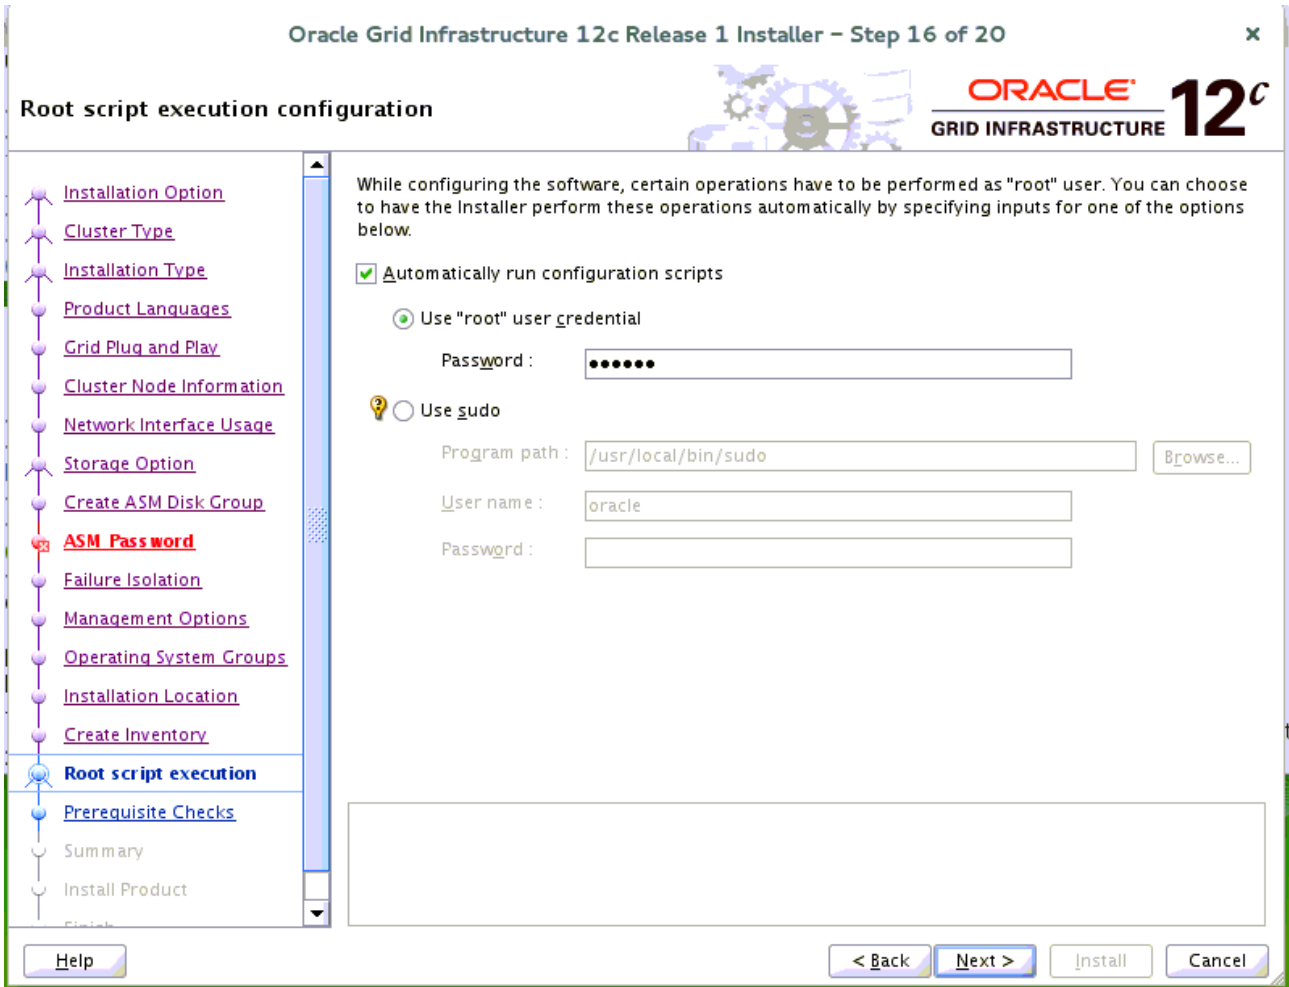 Oracle Grid Infrastructure 12c Release 1 Installer – Step 16 of 20
Root script execution configuration
ORACLE
GRID INFRASTRUCTURE
12c
Installation Option
Cluster Type
Installation Type
Product Languages
Grid Plug and Play
Cluster Node Information
Network Interface Usage
Storage Option
Create ASM Disk Group
ASM Password
Failure Isolation
Management Options
Operating System Groups
Installation Location
Create Inventory
Root script execution
Prerequisite Checks
Summary
Install Product
While configuring the software, certain operations have to be performed as "root" user. You can choose
to have the Installer perform these operations automatically by specifying inputs for one of the options
below.
Automatically run configuration scripts
Use "root" user credential
Password :
Use sudo
Program path : /usr/local/bin/sudo Browse...
User name : oracle
Password :
Help
< Back
Next >
Install
Cancel